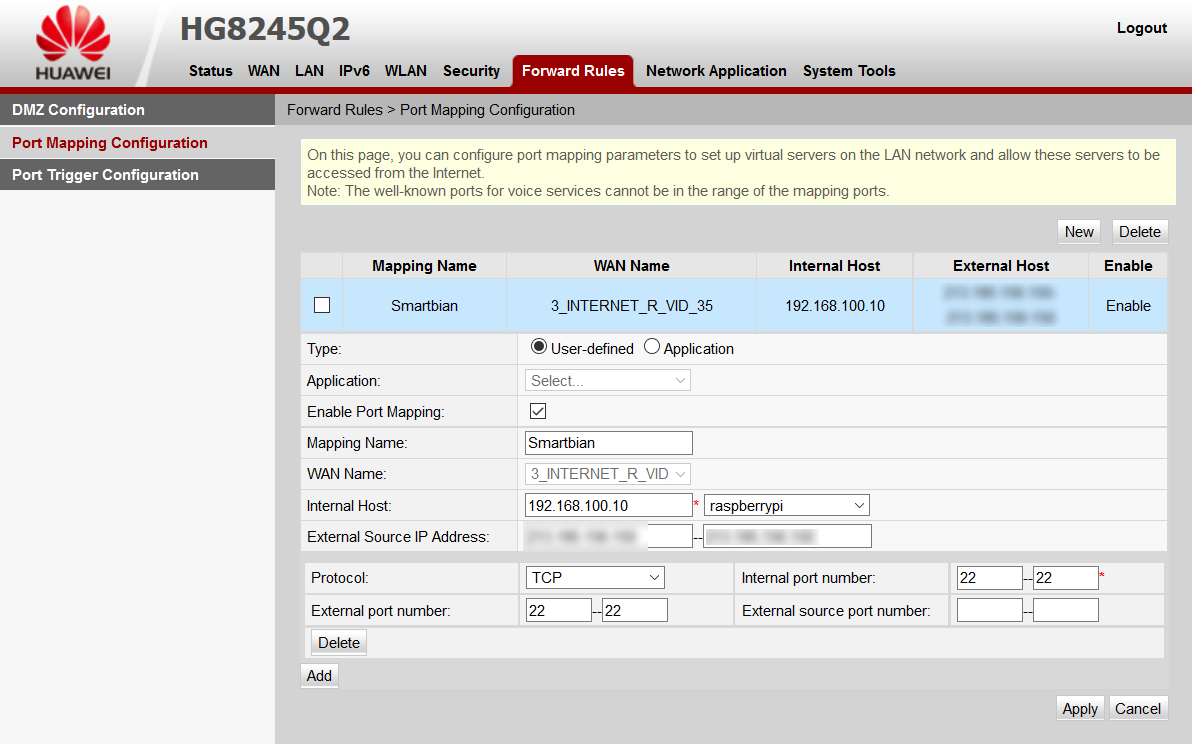 HUAWEI
HG8245Q2
Logout
Status WAN LAN IPv6 WLAN Security Forward Rules Network Application System Tools
DMZ Configuration
Port Mapping Configuration
Port Trigger Configuration
Forward Rules > Port Mapping Configuration
On this page, you can configure port mapping parameters to set up virtual servers on the LAN network and allow these servers to be
accessed from the Internet.
Note: The well-known ports for voice services cannot be in the range of the mapping ports.
New Delete
Mapping Name WAN Name Internal Host External Host Enable
Smartbian 3_INTERNET_R_VID_35 192.168.100.10 Enable
Type: User-defined Application
Application: Select...
Enable Port Mapping:
Mapping Name: Smartbian
WAN Name: 3_INTERNET_R_VID
Internal Host: 192.168.100.10 * raspberrypi
External Source IP Address: --
Protocol: TCP Internal port number: 22 -- 22 *
External port number: 22 -- 22 External source port number: --
Delete
Add
Apply Cancel